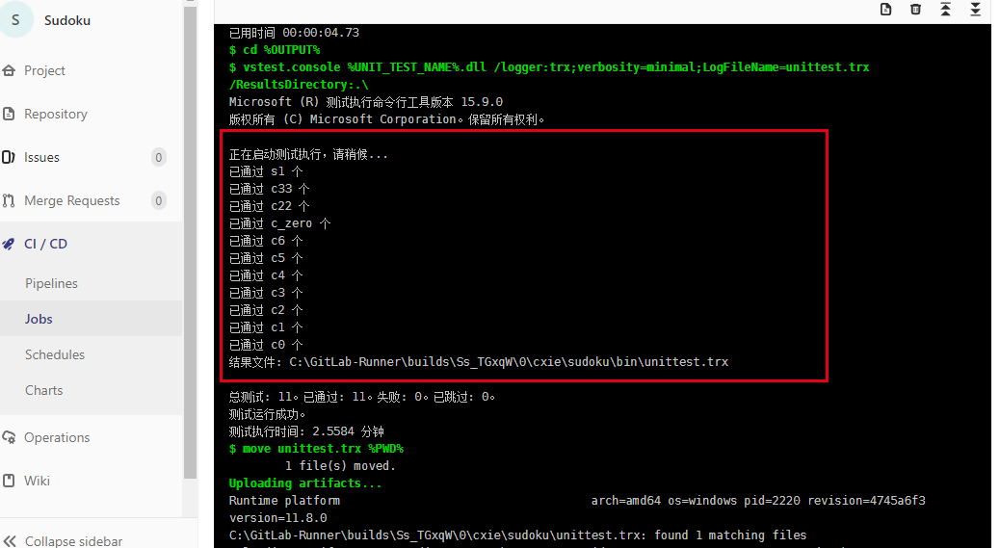 S Sudoku
Project
Repository
Issues 0
Merge Requests 0
CI / CD
Pipelines
Jobs
Schedules
Charts
Operations
Wiki
Collapse sidebar
已用时间 00:00:04.73
$ cd %OUTPUT%
$ vstest.console %UNIT_TEST_NAME%.dll /logger:trx;verbosity=minimal;LogFileName=unittest.trx
/ResultsDirectory:.\
Microsoft (R) 测试执行命令行工具版本 15.9.0
版权所有 (C) Microsoft Corporation。保留所有权利。
正在启动测试执行，请稍候...
已通过 s1 个
已通过 c33 个
已通过 c22 个
已通过 c_zero 个
已通过 c6 个
已通过 c5 个
已通过 c4 个
已通过 c3 个
已通过 c2 个
已通过 c1 个
已通过 c0 个
结果文件: C:\GitLab-Runner\builds\Ss_TGxqW\0\cxie\sudoku\bin\unittest.trx
总测试: 11。已通过: 11。失败: 0。已跳过: 0。
测试运行成功。
测试执行时间: 2.5584 分钟
$ move unittest.trx %PWD%
1 file(s) moved.
Uploading artifacts...
Runtime platform arch=amd64 os=windows pid=2220 revision=4745a6f3
version=11.8.0
C:\GitLab-Runner\builds\Ss_TGxqW\0\cxie\sudoku\unittest.trx: found 1 matching files